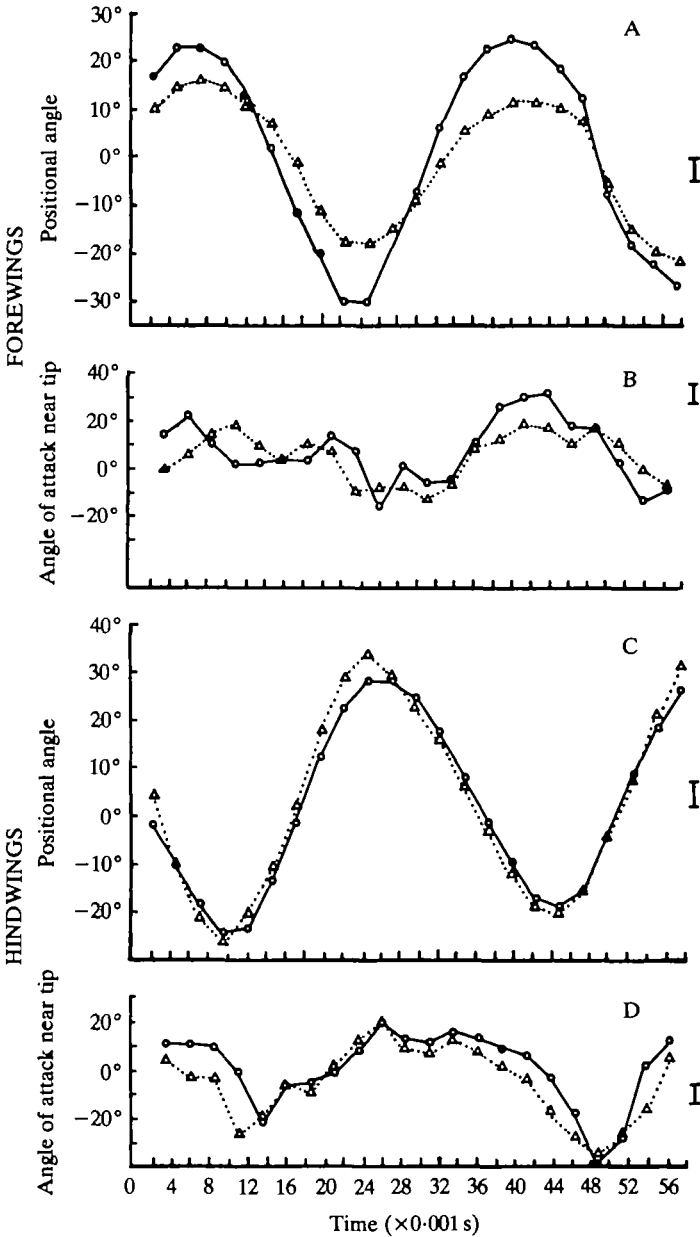 FOREWINGS
A
Positional angle
30°
20°
10°
0°
−10°
−20°
−30°
B
Angle of attack near tip
40°
20°
0°
−20°
HINDWINGS
C
Positional angle
40°
30°
20°
10°
0°
−10°
−20°
D
Angle of attack near tip
20°
0°
−20°
0 4 8 12 16 20 24 28 32 36 40 44 48 52 56
Time (×0·001 s)